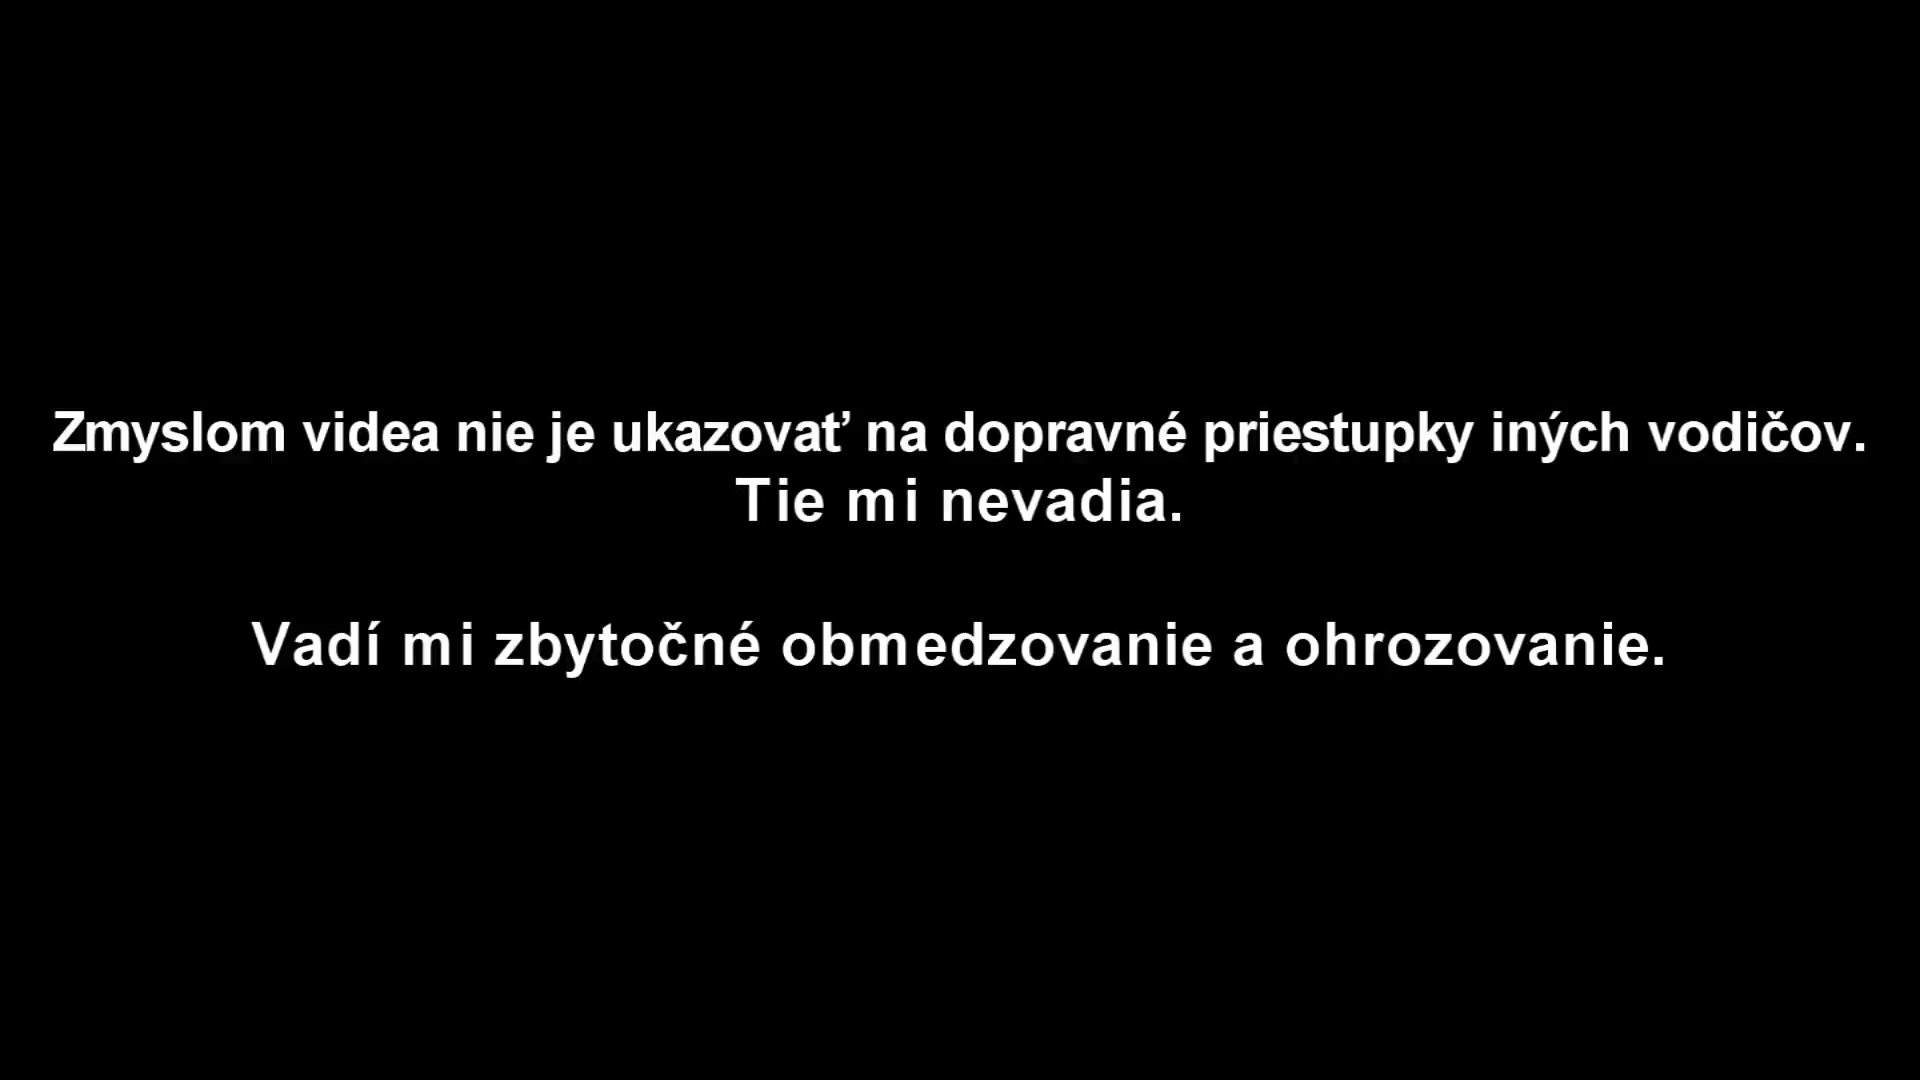 Zmyslom videa nie je ukazovať na dopravné priestupky iných vodičov.
Tie mi nevadia.
Vadí mi zbytočné obmedzovanie a ohrozovanie.